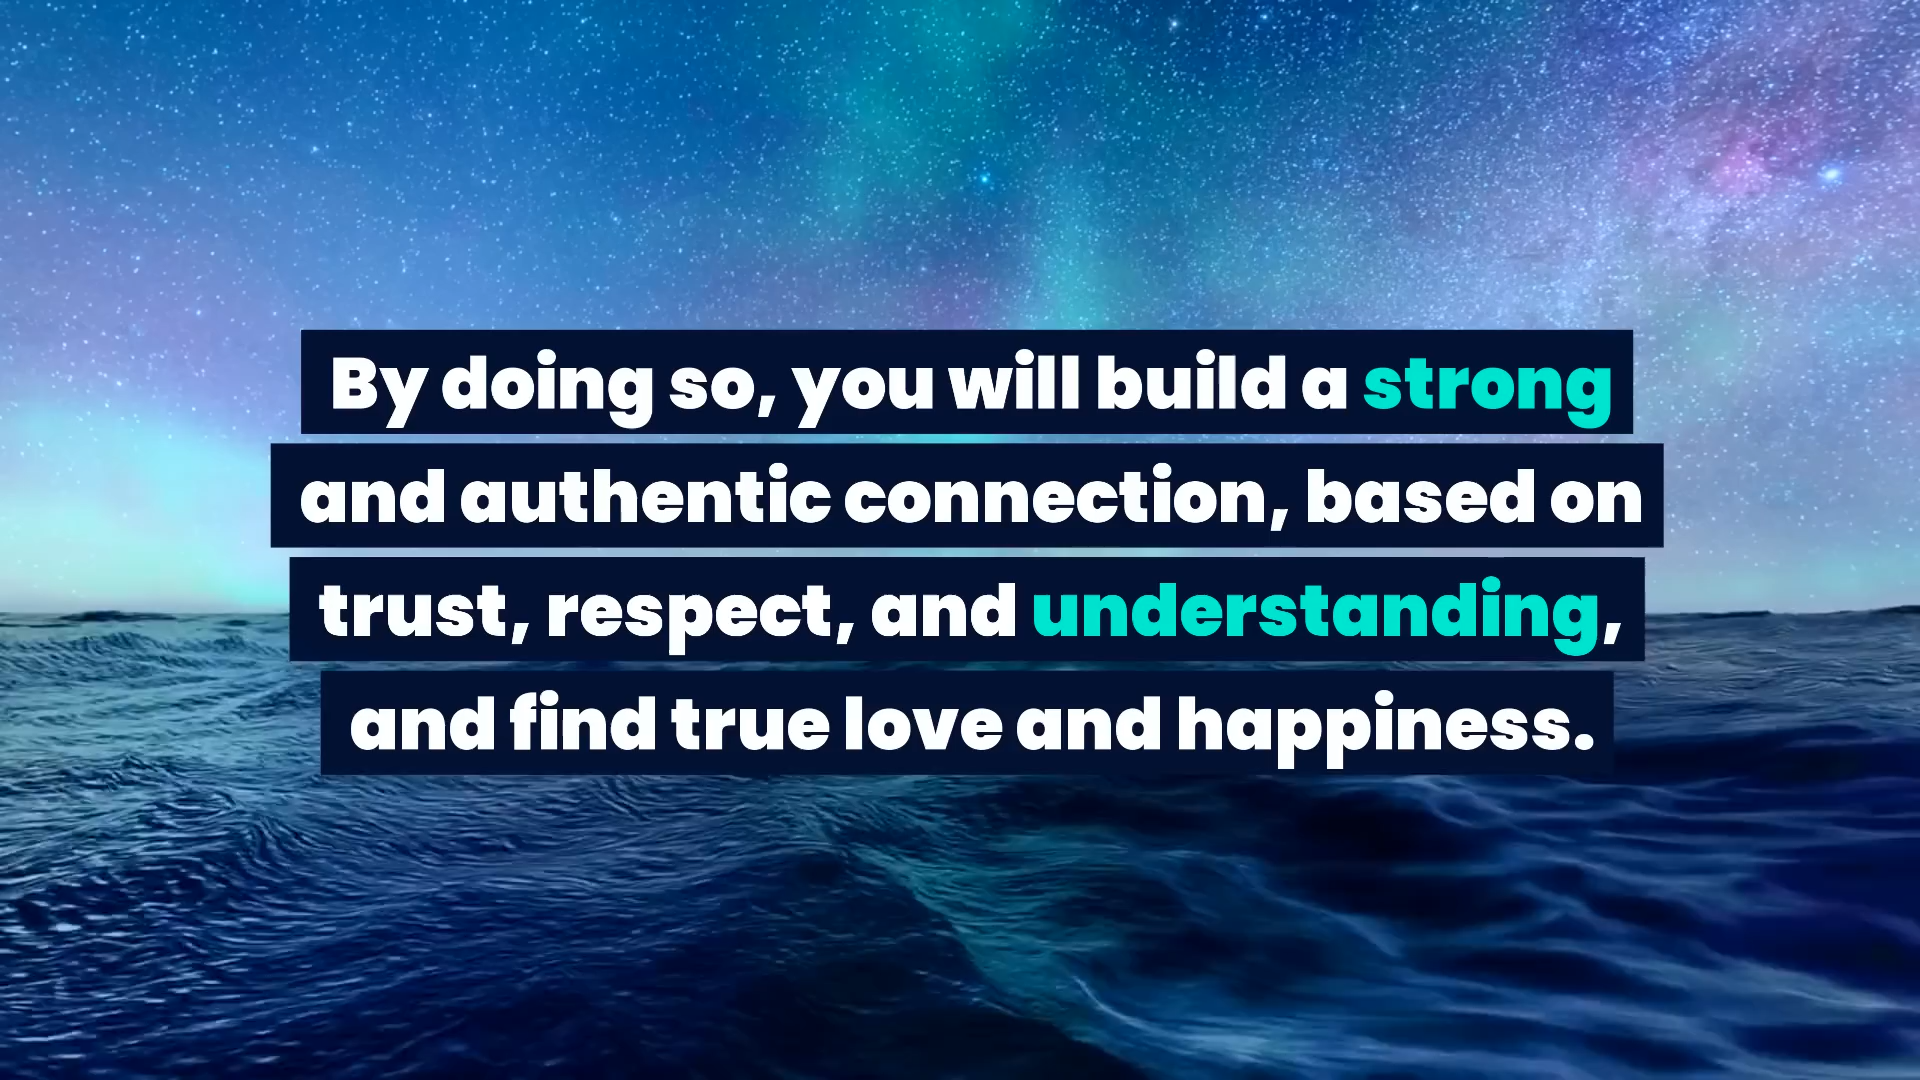 By doing so, you will build a strong
and authentic connection, based on
trust, respect, and understanding,
and find true love and happiness.